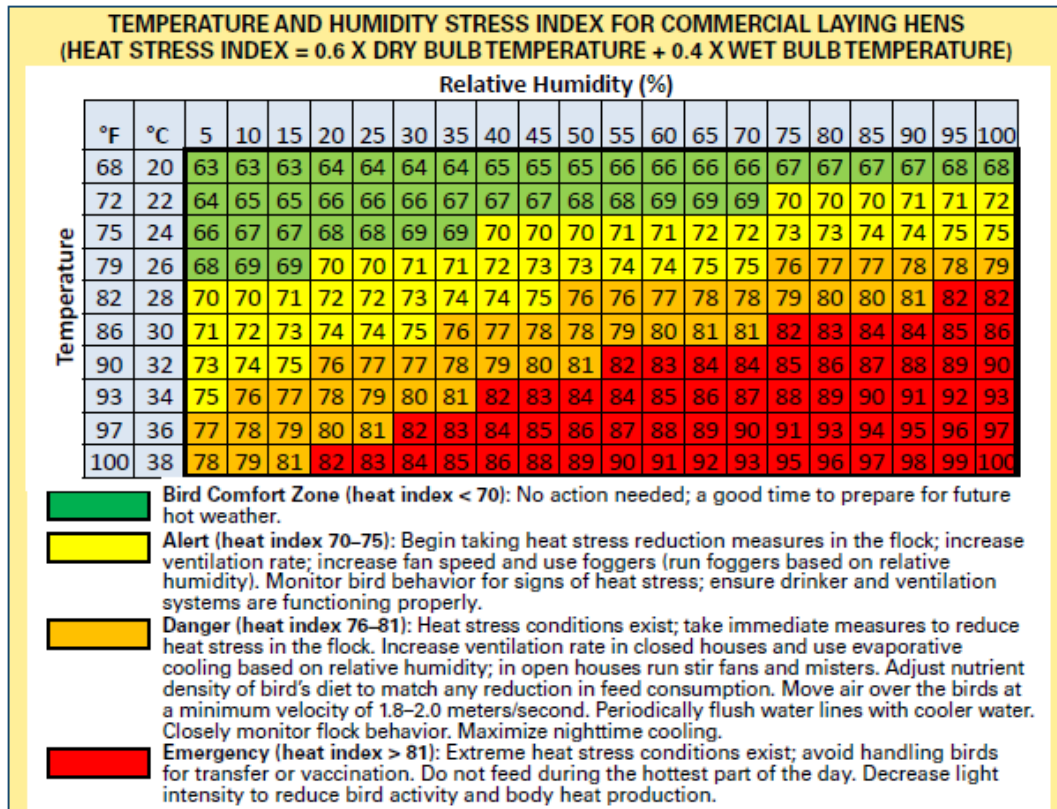 TEMPERATURE AND HUMIDITY STRESS INDEX FOR COMMERCIAL LAYING HENS
(HEAT STRESS INDEX = 0.6 X DRY BULB TEMPERATURE + 0.4 X WET BULB TEMPERATURE)
Relative Humidity (%)
°F °C 5 10 15 20 25 30 35 40 45 50 55 60 65 70 75 80 85 90 95 100
Temperature
68 20 63 63 63 64 64 64 64 65 65 65 66 66 66 66 67 67 67 67 68 68
72 22 64 65 65 66 66 66 67 67 67 68 68 69 69 69 70 70 70 71 71 72
75 24 66 67 67 68 68 69 69 70 70 70 71 71 72 72 73 73 74 74 75 75
79 26 68 69 69 70 70 71 71 72 73 73 74 74 75 75 76 77 77 78 78 79
82 28 70 70 71 72 72 73 74 74 75 76 76 77 78 78 79 80 80 81 82 82
86 30 71 72 73 74 74 75 76 77 78 78 79 80 81 81 82 83 84 84 85 86
90 32 73 74 75 76 77 77 78 79 80 81 82 83 84 84 85 86 87 88 89 90
93 34 75 76 77 78 79 80 81 82 83 84 84 85 86 87 88 89 90 91 92 93
97 36 77 78 79 80 81 82 83 84 85 86 87 88 89 90 91 93 94 95 96 97
100 38 78 79 81 82 83 84 85 86 88 89 90 91 92 93 95 96 97 98 99 100
Bird Comfort Zone (heat index < 70): No action needed; a good time to prepare for future
hot weather.
Alert (heat index 70–75): Begin taking heat stress reduction measures in the flock; increase
ventilation rate; increase fan speed and use foggers (run foggers based on relative
humidity). Monitor bird behavior for signs of heat stress; ensure drinker and ventilation
systems are functioning properly.
Danger (heat index 76–81): Heat stress conditions exist; take immediate measures to reduce
heat stress in the flock. Increase ventilation rate in closed houses and use evaporative
cooling based on relative humidity; in open houses run stir fans and misters. Adjust nutrient
density of bird's diet to match any reduction in feed consumption. Move air over the birds at
a minimum velocity of 1.8–2.0 meters/second. Periodically flush water lines with cooler water.
Closely monitor flock behavior. Maximize nighttime cooling.
Emergency (heat index > 81): Extreme heat stress conditions exist; avoid handling birds
for transfer or vaccination. Do not feed during the hottest part of the day. Decrease light
intensity to reduce bird activity and body heat production.